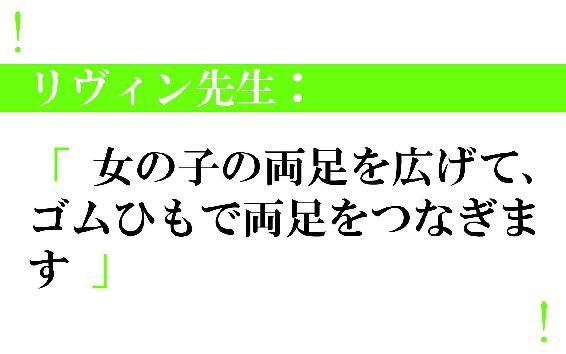 !
リヴィン先生：
「 女の子の両足を広げて、
ゴムひもで両足をつなぎま
す 」
!